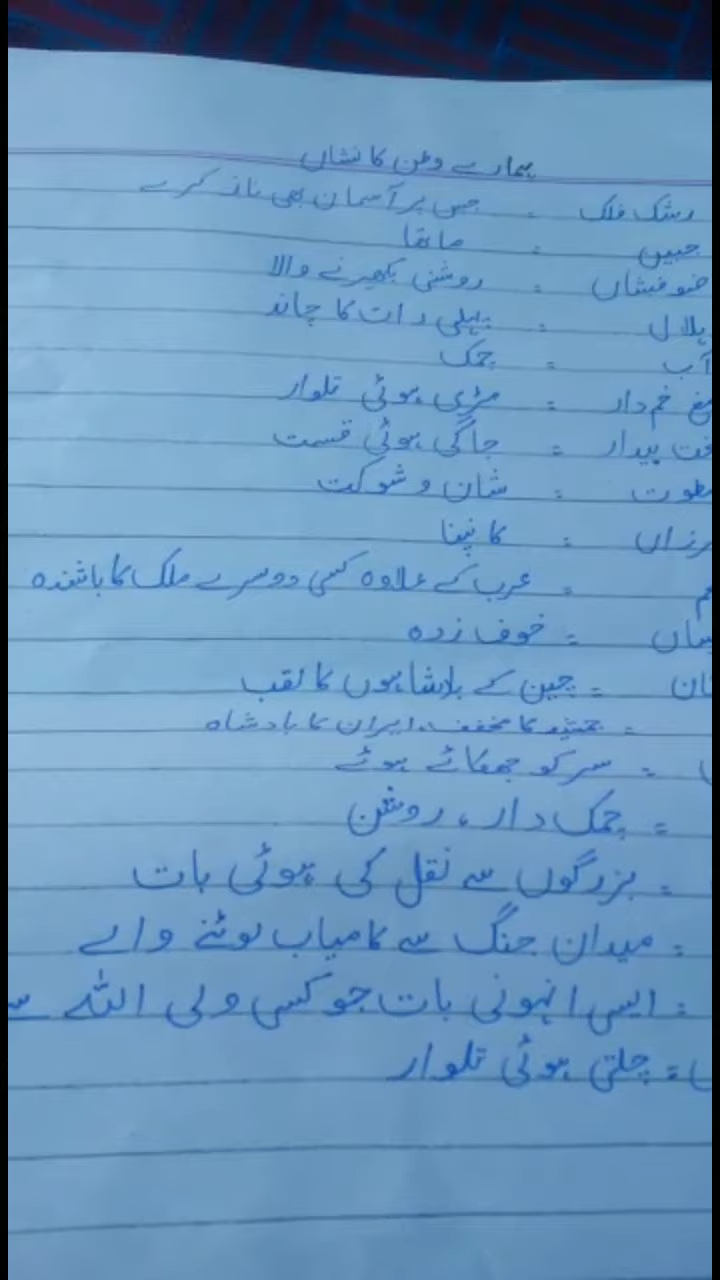 ہمارے وطن کا نشاں
رشک فلک : جس پر آسمان بھی ناز کرے
جبیں : ماتھا
ضوفشاں : روشنی بکھیرنے والا
ہلال : پہلی رات کا چاند
آب = چمک
خم دار = مڑی ہوئی تلوار
بیدار = جاگی ہوئی قسمت
= شان و شوکت
: کانپنا
= عرب کے علاوہ کسی دوسرے ملک کا باشندہ
= خوف زدہ
= چین کے بادشاہوں کا لقب
= جمشید کا مخفف، ایران کا بادشاہ
= سر کو جھکائے ہوئے
= چمک دار، روشن
= بزرگوں سے نقل کی ہوئی بات
= میدان جنگ سے کامیاب لوٹنے والے
: ایسی انہونی بات جو کسی ولی اللہ سے
= چلتی ہوئی تلوار